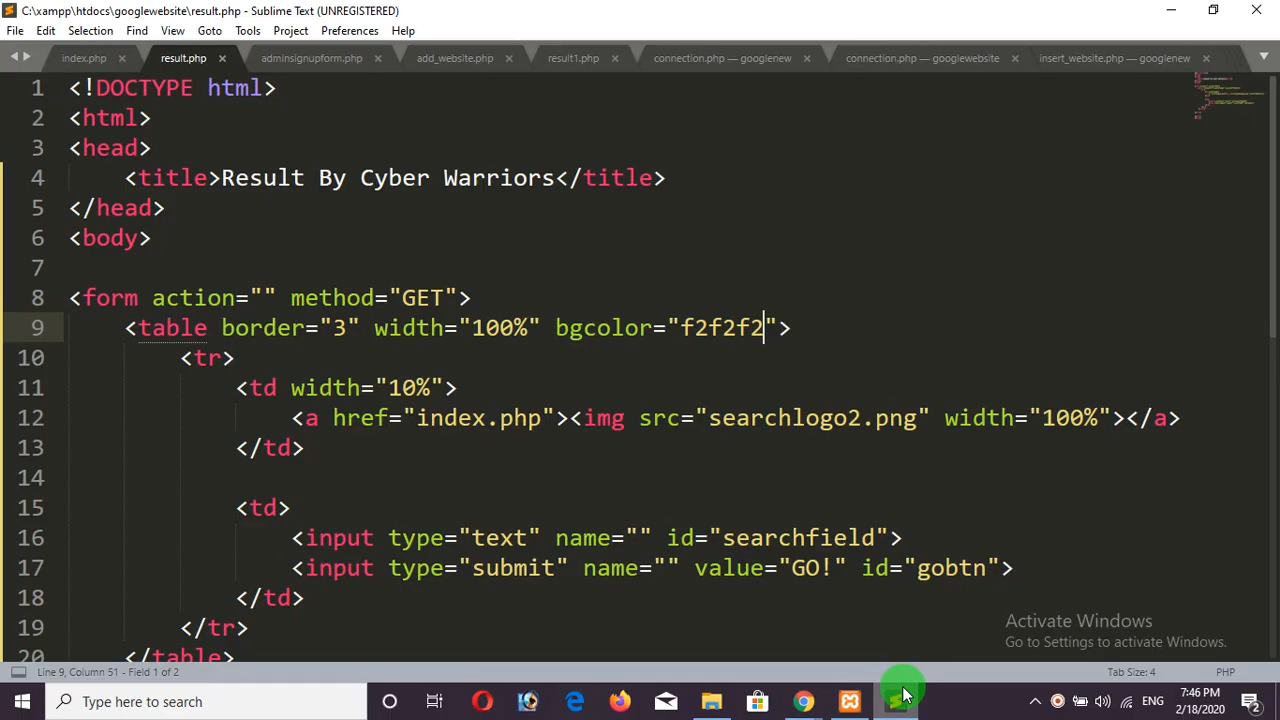 C:\xampp\htdocs\googlewebsite\result.php - Sublime Text (UNREGISTERED)
File Edit Selection Find View Goto Tools Project Preferences Help
index.php result.php adminsignupform.php add_website.php result1.php connection.php — googlenew connection.php — googlewebsite insert_website.php — googlenew
1 <!DOCTYPE html>
2 <html>
3 <head>
4 <title>Result By Cyber Warriors</title>
5 </head>
6 <body>
7
8 <form action="" method="GET">
9 <table border="3" width="100%" bgcolor="f2f2f2">
10 <tr>
11 <td width="10%">
12 <a href="index.php"><img src="searchlogo2.png" width="100%"></a>
13 </td>
14
15 <td>
16 <input type="text" name="" id="searchfield">
17 <input type="submit" name="" value="GO!" id="gobtn">
18 </td>
19 </tr>
20 </table>
Activate Windows
Go to Settings to activate Windows.
Line 9, Column 51 - Field 1 of 2 Tab Size: 4 PHP
Type here to search ENG 7:46 PM
2/18/2020 2